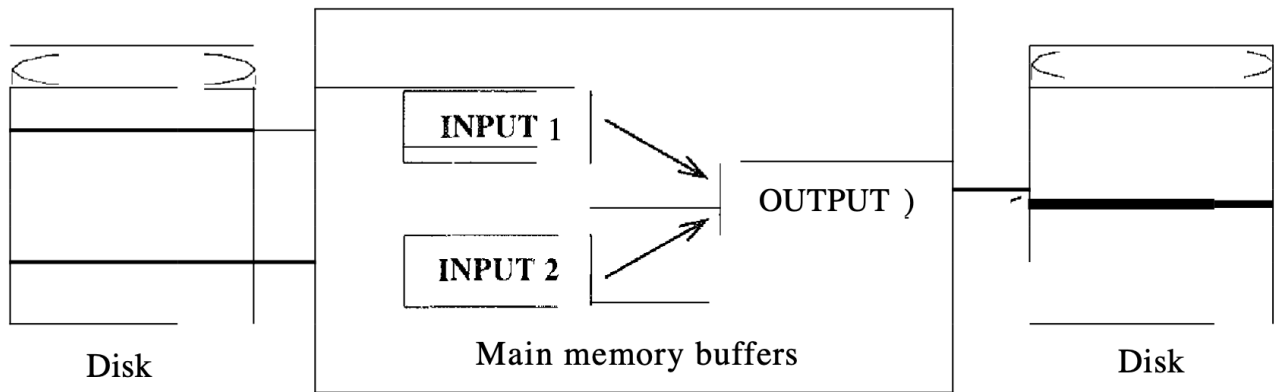 INPUT 1
OUTPUT )
INPUT 2
Main memory buffers
Disk
Disk